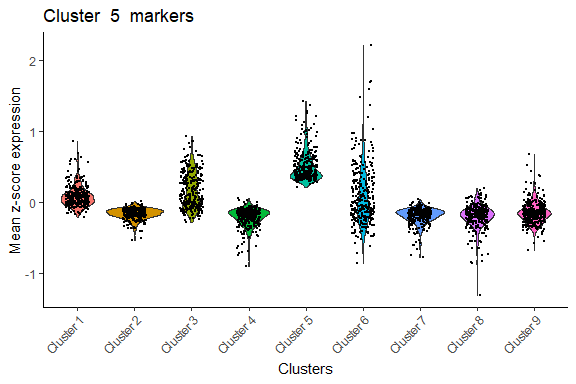 Cluster 5 markers
Mean z-score expression
2
1
0
-1
Cluster 1
Cluster 2
Cluster 3
Cluster 4
Cluster 5
Cluster 6
Cluster 7
Cluster 8
Cluster 9
Clusters